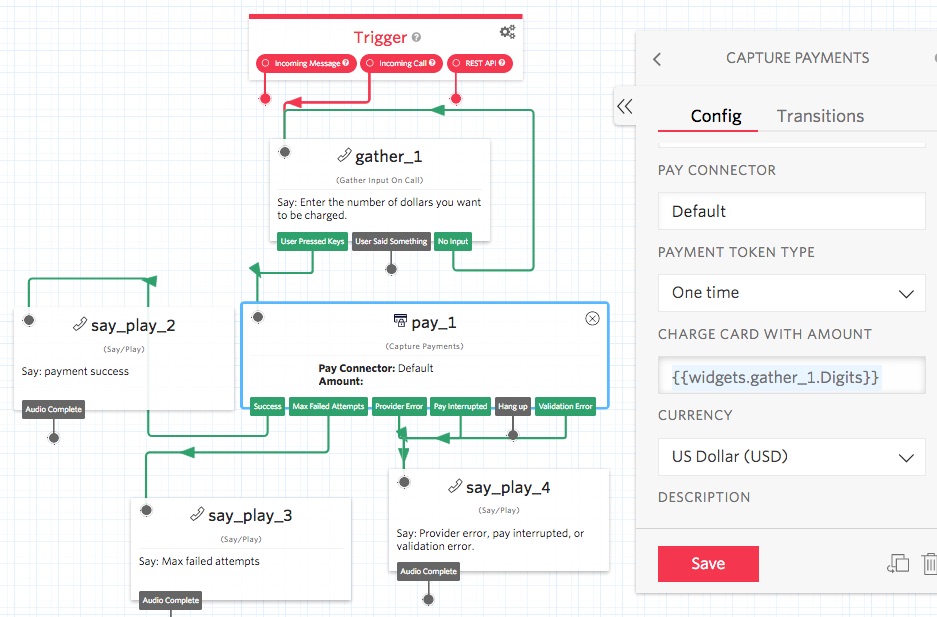 Trigger
Incoming Message
Incoming Call
REST API
gather_1
(Gather Input On Call)
Say: Enter the number of dollars you want
to be charged.
User Pressed Keys
User Said Something
No Input
say_play_2
(Say/Play)
Say: payment success
Audio Complete
pay_1
(Capture Payments)
Pay Connector: Default
Amount:
Success
Max Failed Attempts
Provider Error
Pay Interrupted
Hang up
Validation Error
say_play_3
(Say/Play)
Say: Max failed attempts
Audio Complete
say_play_4
(Say/Play)
Say: Provider error, pay interrupted, or
validation error.
Audio Complete
CAPTURE PAYMENTS
Config
Transitions
PAY CONNECTOR
Default
PAYMENT TOKEN TYPE
One time
CHARGE CARD WITH AMOUNT
{{widgets.gather_1.Digits}}
CURRENCY
US Dollar (USD)
DESCRIPTION
Save